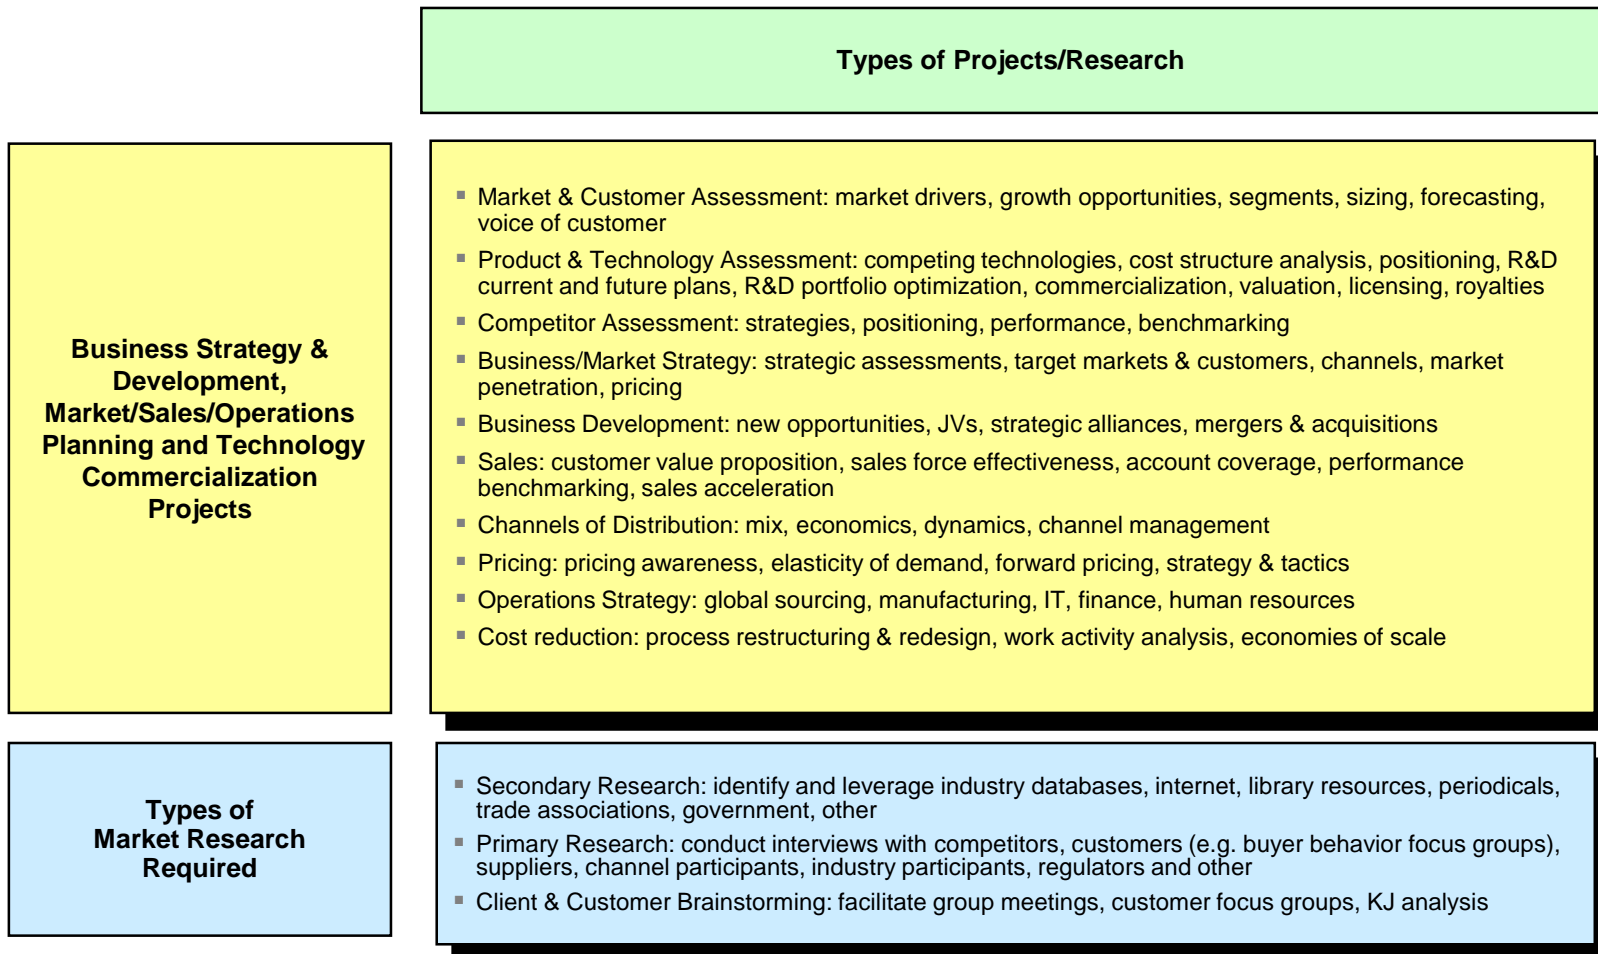 Types of Projects/Research
Business Strategy &
Development,
Market/Sales/Operations
Planning and Technology
Commercialization
Projects
▪ Market & Customer Assessment: market drivers, growth opportunities, segments, sizing, forecasting,
voice of customer
▪ Product & Technology Assessment: competing technologies, cost structure analysis, positioning, R&D
current and future plans, R&D portfolio optimization, commercialization, valuation, licensing, royalties
▪ Competitor Assessment: strategies, positioning, performance, benchmarking
▪ Business/Market Strategy: strategic assessments, target markets & customers, channels, market
penetration, pricing
▪ Business Development: new opportunities, JVs, strategic alliances, mergers & acquisitions
▪ Sales: customer value proposition, sales force effectiveness, account coverage, performance
benchmarking, sales acceleration
▪ Channels of Distribution: mix, economics, dynamics, channel management
▪ Pricing: pricing awareness, elasticity of demand, forward pricing, strategy & tactics
▪ Operations Strategy: global sourcing, manufacturing, IT, finance, human resources
▪ Cost reduction: process restructuring & redesign, work activity analysis, economies of scale
Types of
Market Research
Required
▪ Secondary Research: identify and leverage industry databases, internet, library resources, periodicals,
trade associations, government, other
▪ Primary Research: conduct interviews with competitors, customers (e.g. buyer behavior focus groups),
suppliers, channel participants, industry participants, regulators and other
▪ Client & Customer Brainstorming: facilitate group meetings, customer focus groups, KJ analysis